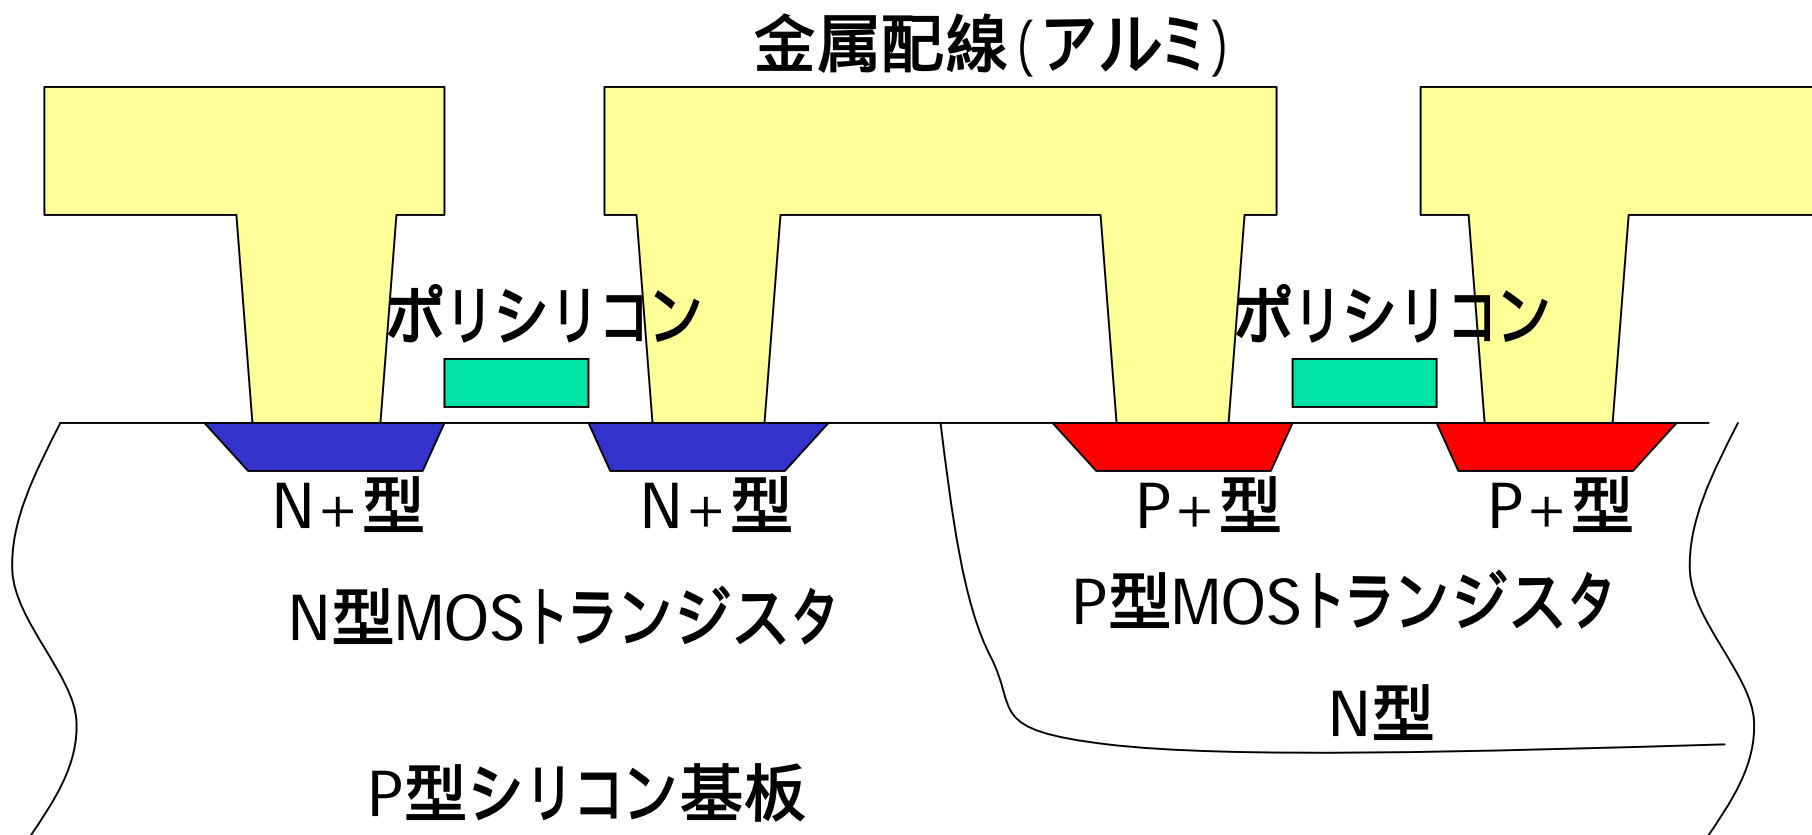 金属配線(アルミ)
ポリシリコン
ポリシリコン
N+型
N+型
P+型
P+型
N型MOSトランジスタ
P型MOSトランジスタ
N型
P型シリコン基板